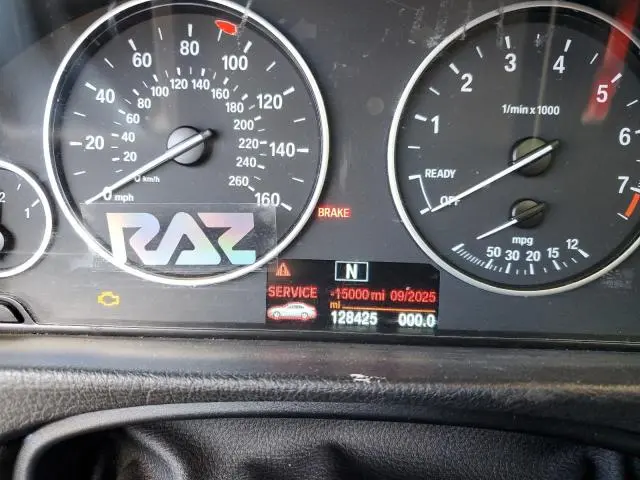 20 40 60 80 100 120 140 160
0 mph
20 40 60 80 100 120 140 160 180 200 220 240 260
0 km/h
RAZ
BRAKE
1 2 3 4 5 6 7
1/min x 1000
READY
OFF
mpg
50 30 20 15 12
2 1
N
SERVICE -15000 mi 09/2025
mi
128425 000.0